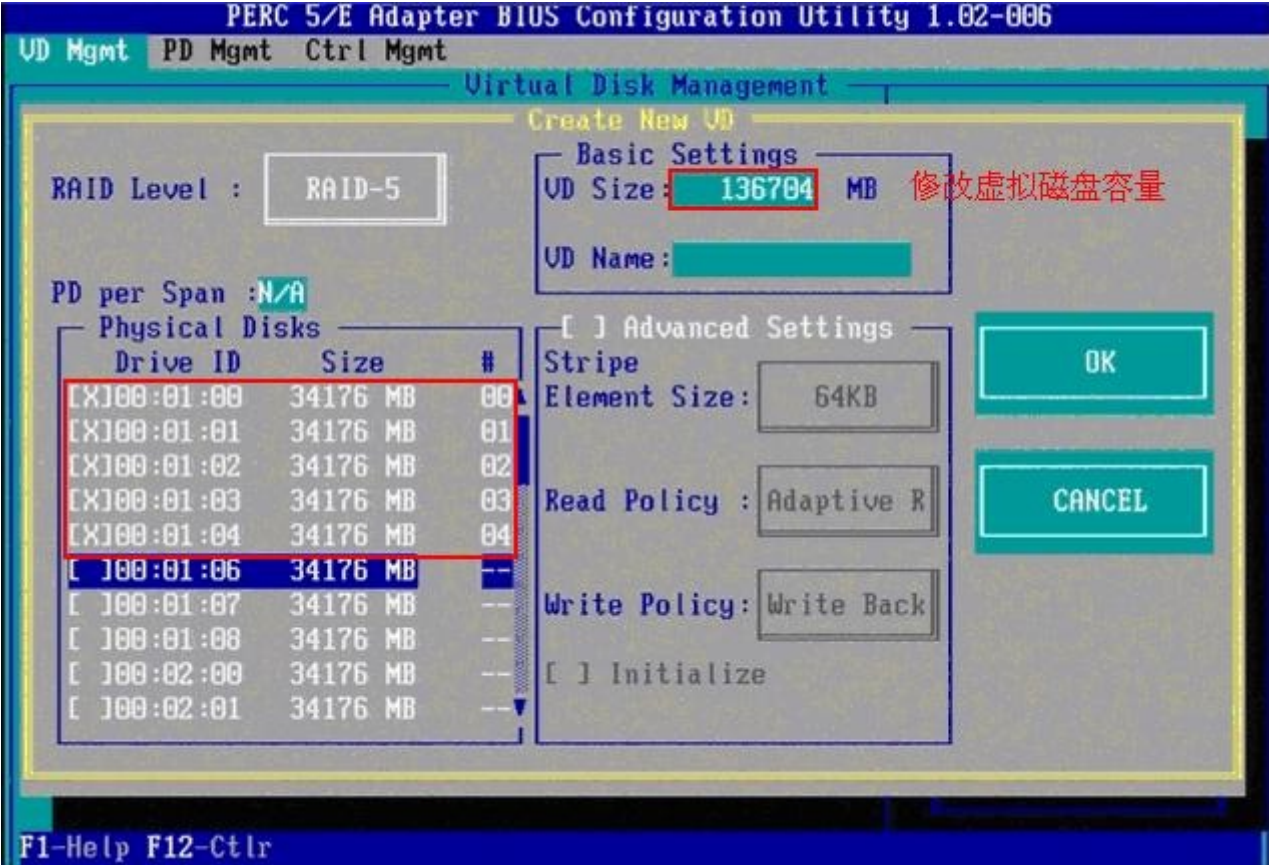 PERC 5/E Adapter BIOS Configuration Utility 1.02-006
VD Mgmt PD Mgmt Ctrl Mgmt
Virtual Disk Management
Create New VD
RAID Level : RAID-5
Basic Settings
VD Size: 136704 MB 修改虚拟磁盘容量
VD Name:
PD per Span :N/A
Physical Disks
Drive ID Size #
[X]00:01:00 34176 MB 00
[X]00:01:01 34176 MB 01
[X]00:01:02 34176 MB 02
[X]00:01:03 34176 MB 03
[X]00:01:04 34176 MB 04
[ ]00:01:06 34176 MB --
[ ]00:01:07 34176 MB --
[ ]00:01:08 34176 MB --
[ ]00:02:00 34176 MB --
[ ]00:02:01 34176 MB --
[ ] Advanced Settings
Stripe
Element Size: 64KB
Read Policy : Adaptive R
Write Policy: Write Back
[ ] Initialize
OK
CANCEL
F1-Help F12-Ctlr